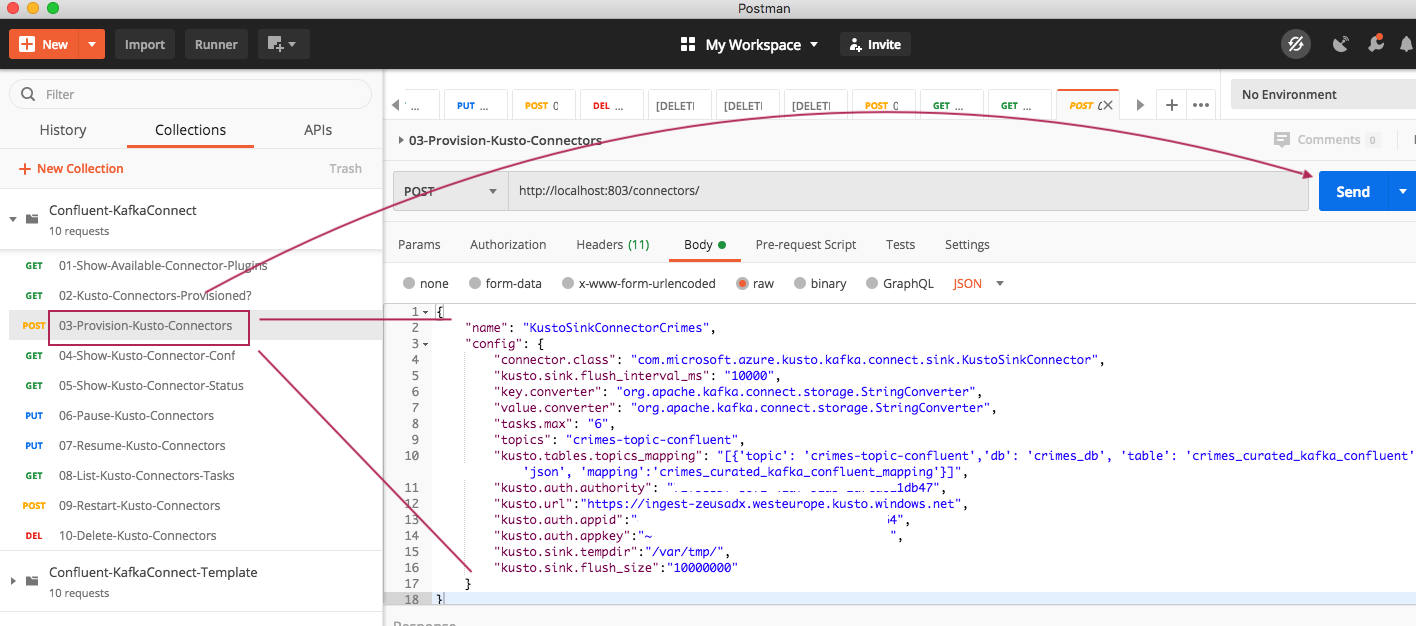 Postman
New
Import
Runner
My Workspace
Invite
Filter
History
Collections
APIs
New Collection
Trash
Confluent-KafkaConnect
10 requests
GET 01-Show-Available-Connector-Plugins
GET 02-Kusto-Connectors-Provisioned?
POST 03-Provision-Kusto-Connectors
GET 04-Show-Kusto-Connector-Conf
GET 05-Show-Kusto-Connector-Status
PUT 06-Pause-Kusto-Connectors
PUT 07-Resume-Kusto-Connectors
GET 08-List-Kusto-Connectors-Tasks
POST 09-Restart-Kusto-Connectors
DEL 10-Delete-Kusto-Connectors
Confluent-KafkaConnect-Template
10 requests
... PUT ... POST DEL ... [DELETI [DELETI [DELETI POST GET ... GET ... POST
No Environment
03-Provision-Kusto-Connectors
Comments 0
POST http://localhost:803/connectors/
Send
Params Authorization Headers (11) Body Pre-request Script Tests Settings
none form-data x-www-form-urlencoded raw binary GraphQL JSON
1 {
2 "name": "KustoSinkConnectorCrimes",
3 "config": {
4 "connector.class": "com.microsoft.azure.kusto.kafka.connect.sink.KustoSinkConnector",
5 "kusto.sink.flush_interval_ms": "10000",
6 "key.converter": "org.apache.kafka.connect.storage.StringConverter",
7 "value.converter": "org.apache.kafka.connect.storage.StringConverter",
8 "tasks.max": "6",
9 "topics": "crimes-topic-confluent",
10 "kusto.tables.topics_mapping": "[{'topic': 'crimes-topic-confluent','db': 'crimes_db', 'table': 'crimes_curated_kafka_confluent'
'json', 'mapping':'crimes_curated_kafka_confluent_mapping'}]",
11 "kusto.auth.authority": " 1db47",
12 "kusto.url":"https://ingest-zeusadx.westeurope.kusto.windows.net",
13 "kusto.auth.appid":" 4",
14 "kusto.auth.appkey":"~ ",
15 "kusto.sink.tempdir":"/var/tmp/",
16 "kusto.sink.flush_size":"10000000"
17 }
18 }
Response